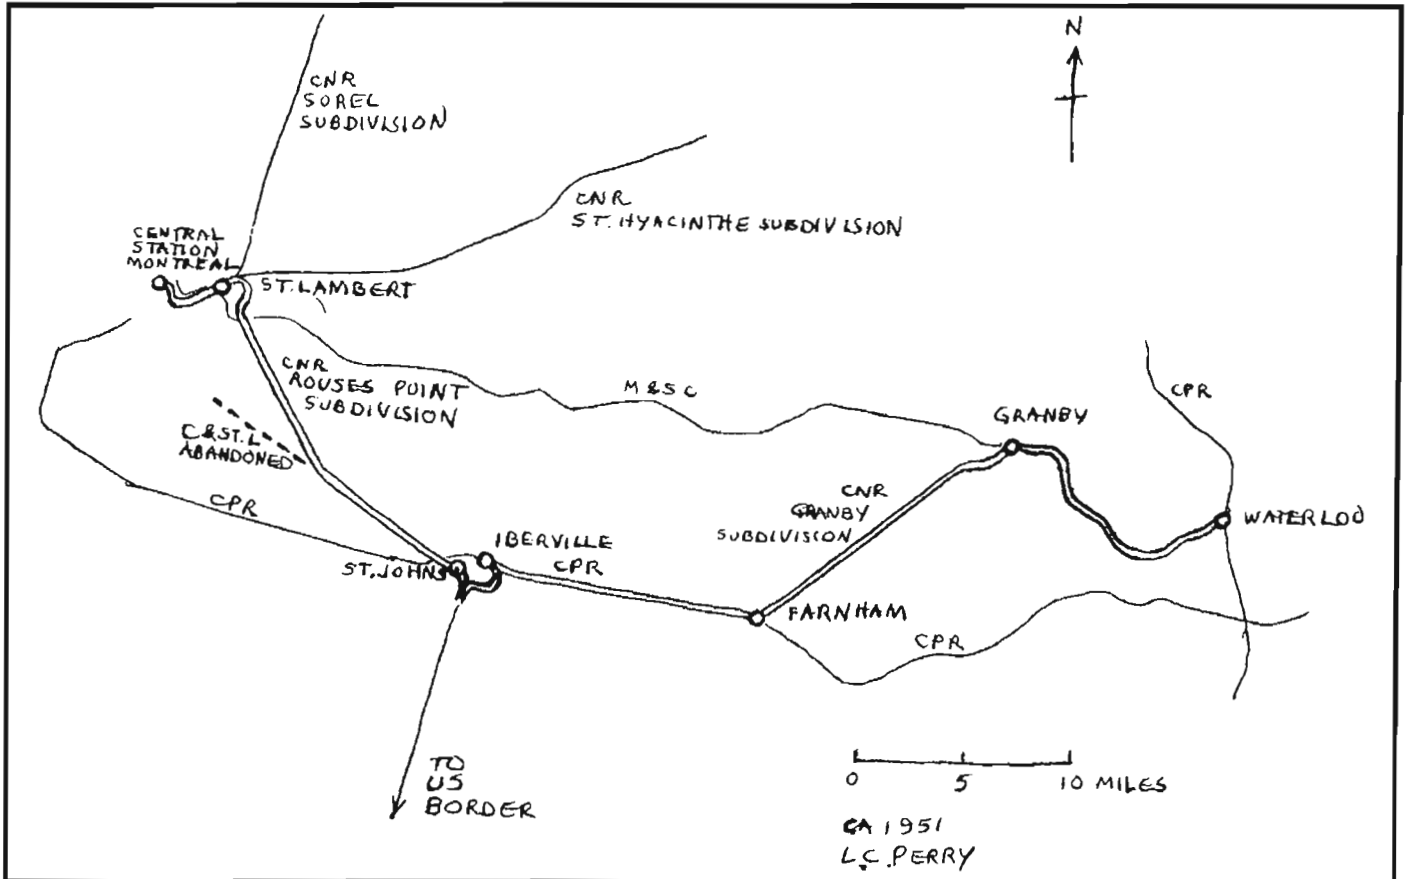 N
CNR
SOREL
SUBDIVISION
CNR
ST. HYACINTHE SUBDIVISION
CENTRAL
STATION
MONTREAL
ST. LAMBERT
CNR
ROUSES POINT
SUBDIVISION
M & S C
CPR
GRANBY
C & ST. L
ABANDONED
CPR
CNR
GRANBY
SUBDIVISION
WATERLOO
IBERVILLE
ST. JOHNS
CPR
FARNHAM
CPR
TO
US
BORDER
0 5 10 MILES
CA 1951
L.C. PERRY